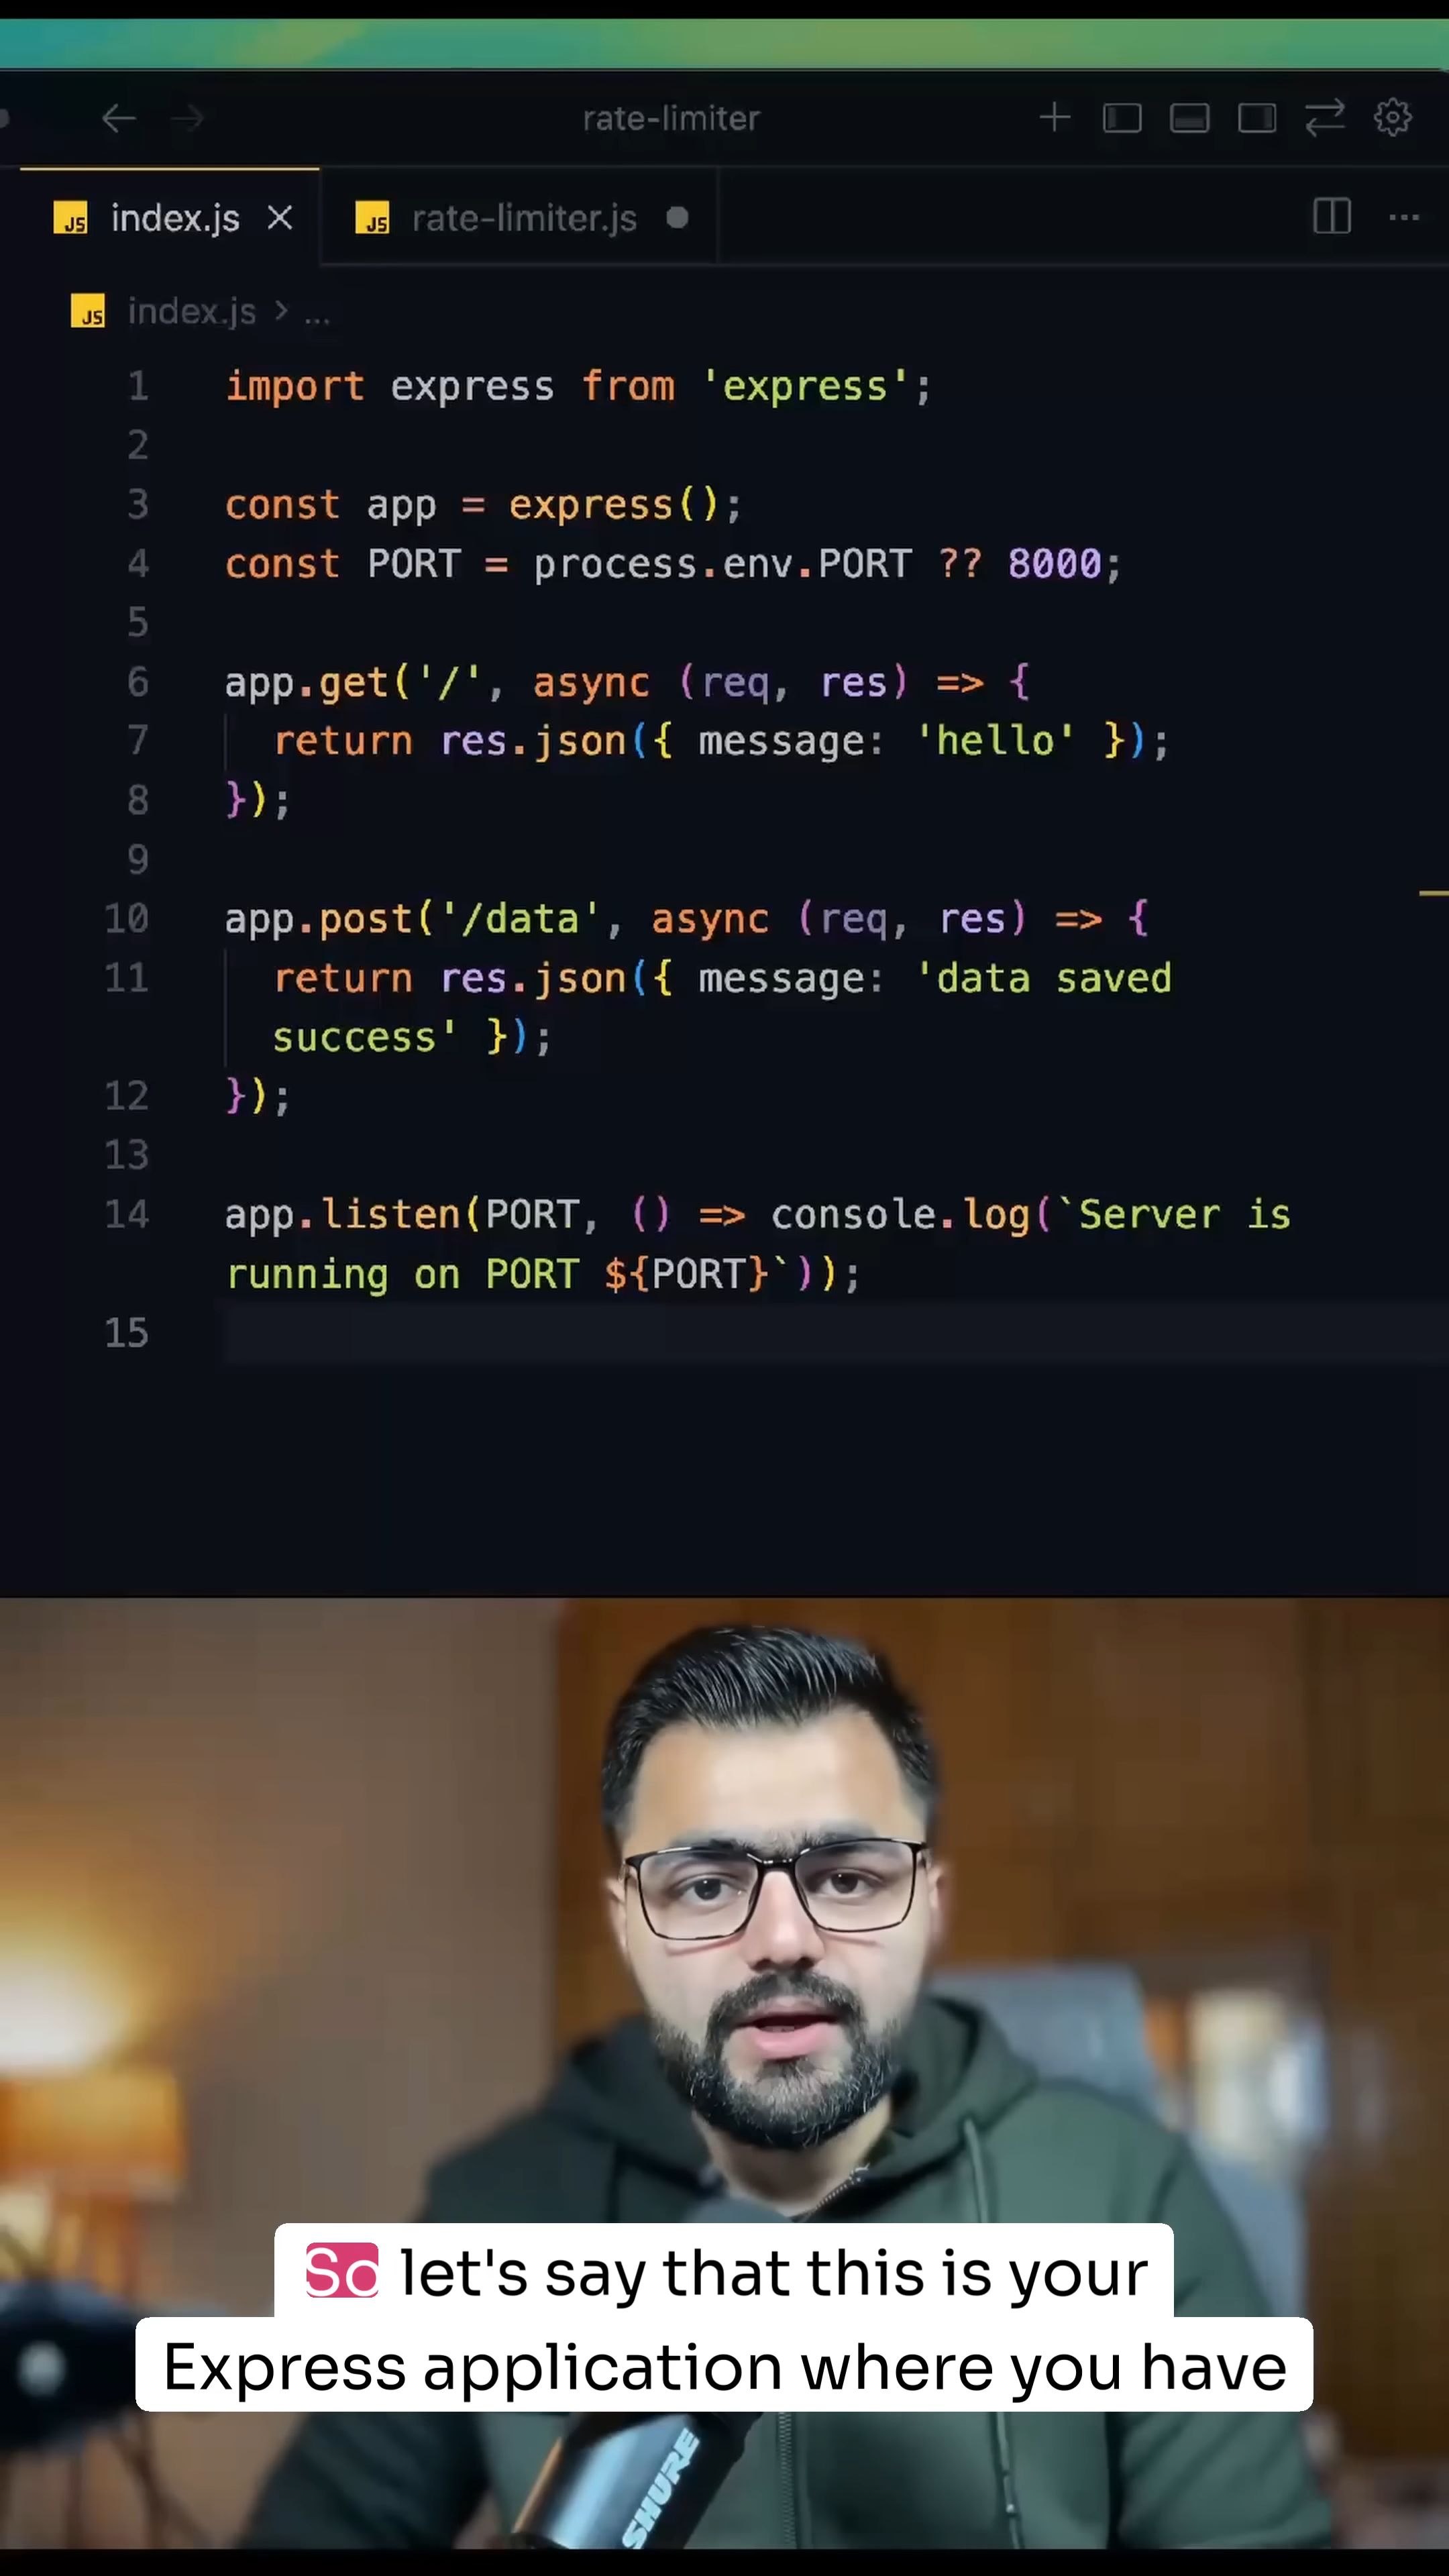 rate-limiter
JS index.js
JS rate-limiter.js
JS index.js > ...
1 import express from 'express';
2
3 const app = express();
4 const PORT = process.env.PORT ?? 8000;
5
6 app.get('/', async (req, res) => {
7 return res.json({ message: 'hello' });
8 });
9
10 app.post('/data', async (req, res) => {
11 return res.json({ message: 'data saved
success' });
12 });
13
14 app.listen(PORT, () => console.log(`Server is
running on PORT ${PORT}`));
15
So let's say that this is your
Express application where you have
SHURE